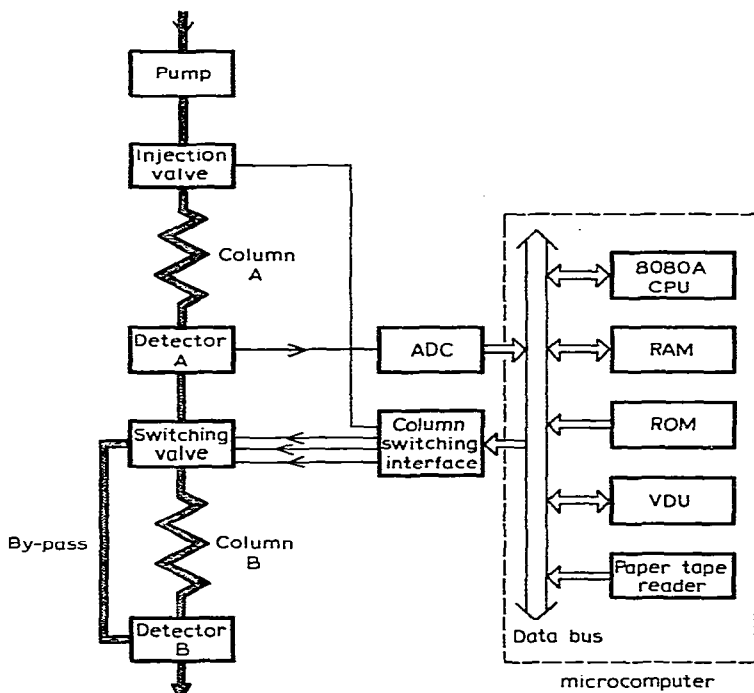 Pump
Injection
valve
Column
A
Detector
A
ADC
Switching
valve
Column
switching
interface
By-pass
Column
B
Detector
B
8080A
CPU
RAM
ROM
VDU
Paper tape
reader
Data bus
microcomputer